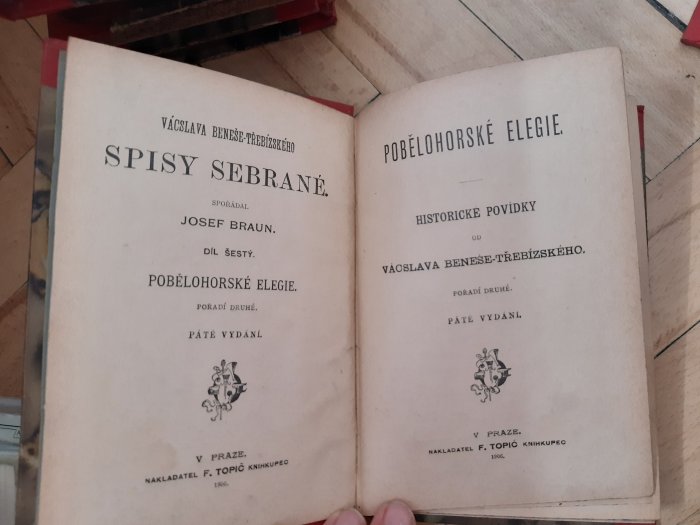 VÁCSLAVA BENEŠE-TŘEBÍZSKÉHO
SPISY SEBRANÉ.
SPOŘÁDAL
JOSEF BRAUN.
DÍL ŠESTÝ.
POBĚLOHORSKÉ ELEGIE.
POŘADÍ DRUHÉ.
PÁTÉ VYDÁNÍ.
V PRAZE.
NAKLADATEL F. TOPIČ KNIHKUPEC
POBĚLOHORSKÉ ELEGIE.
HISTORICKÉ POVÍDKY
OD
VÁCSLAVA BENEŠE-TŘEBÍZSKÉHO.
POŘADÍ DRUHÉ.
PÁTÉ VYDÁNÍ.
V PRAZE.
NAKLADATEL F. TOPIČ KNIHKUPEC